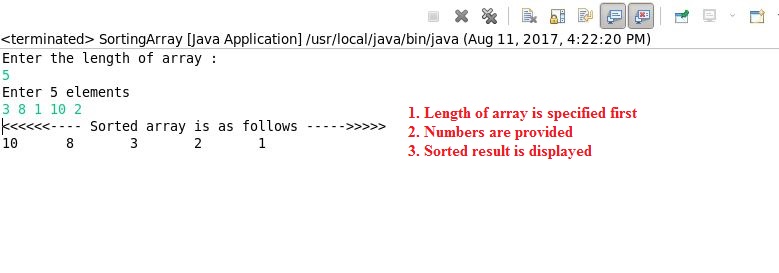 <terminated> SortingArray [Java Application] /usr/local/java/bin/java (Aug 11, 2017, 4:22:20 PM)
Enter the length of array :
5
Enter 5 elements
3 8 1 10 2
<<<<<<---- Sorted array is as follows ----->>>>>
10 8 3 2 1
1. Length of array is specified first
2. Numbers are provided
3. Sorted result is displayed